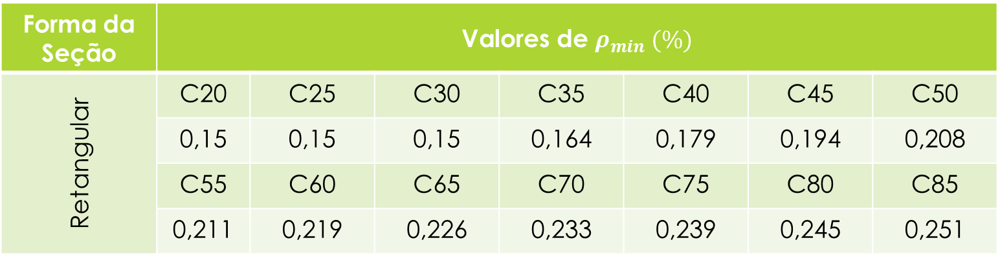 Forma da
Seção
Valores de ρmin (%)
Retangular
C20 C25 C30 C35 C40 C45 C50
0,15 0,15 0,15 0,164 0,179 0,194 0,208
C55 C60 C65 C70 C75 C80 C85
0,211 0,219 0,226 0,233 0,239 0,245 0,251